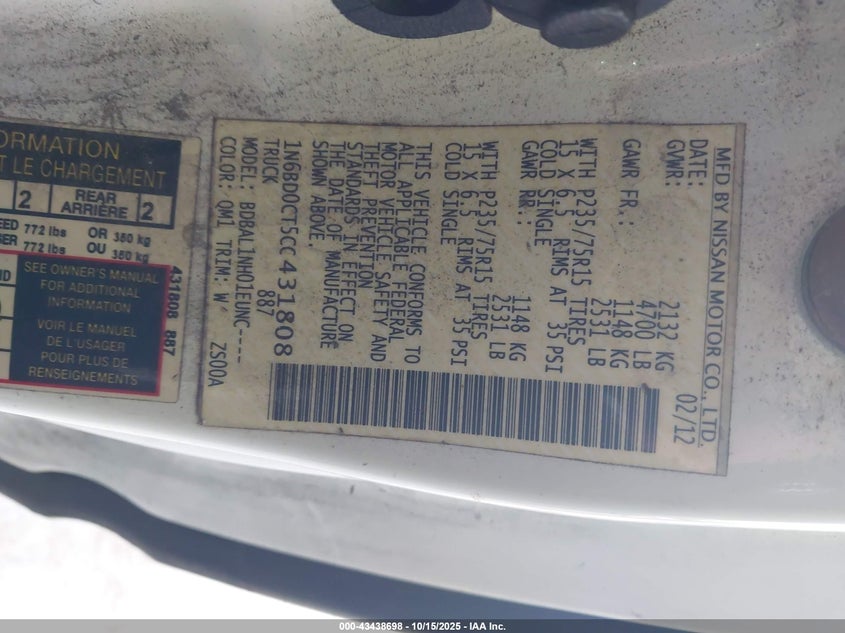 MFD BY NISSAN MOTOR CO., LTD.
DATE: 02/12
GVWR: 2132 KG
4700 LB
GAWR FR.: 1148 KG
2531 LB
WITH P235/75R15 TIRES
15 X 6.5 RIMS AT 35 PSI
COLD SINGLE
GAWR RR.: 1148 KG
2531 LB
WITH P235/75R15 TIRES
15 X 6.5 RIMS AT 35 PSI
COLD SINGLE
THIS VEHICLE CONFORMS TO
ALL APPLICABLE FEDERAL
MOTOR VEHICLE SAFETY AND
THEFT PREVENTION
STANDARDS IN EFFECT ON
THE DATE OF MANUFACTURE
SHOWN ABOVE.
1N6BD0CT5CC431808
TRUCK 887
MODEL: BDBAL1NH01EUNC----
COLOR: QM1 TRIM: W ZS00A
ORMATION
T LE CHARGEMENT
2 REAR
ARRIÈRE 2
772 lbs OR 350 kg
772 lbs OU 350 kg
SEE OWNER'S MANUAL
FOR ADDITIONAL
INFORMATION
VOIR LE MANUEL
DE L'USAGER
POUR PLUS DE
RENSEIGNEMENTS
431808 887
000-43438698 - 10/15/2025 - IAA Inc.